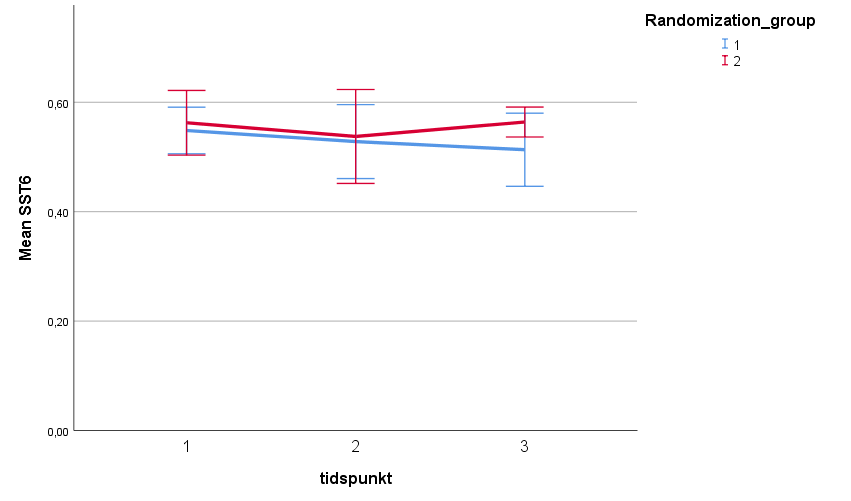 Randomization_group
1
2
0,60
0,40
0,20
0,00
Mean SST6
1 2 3
tidspunkt